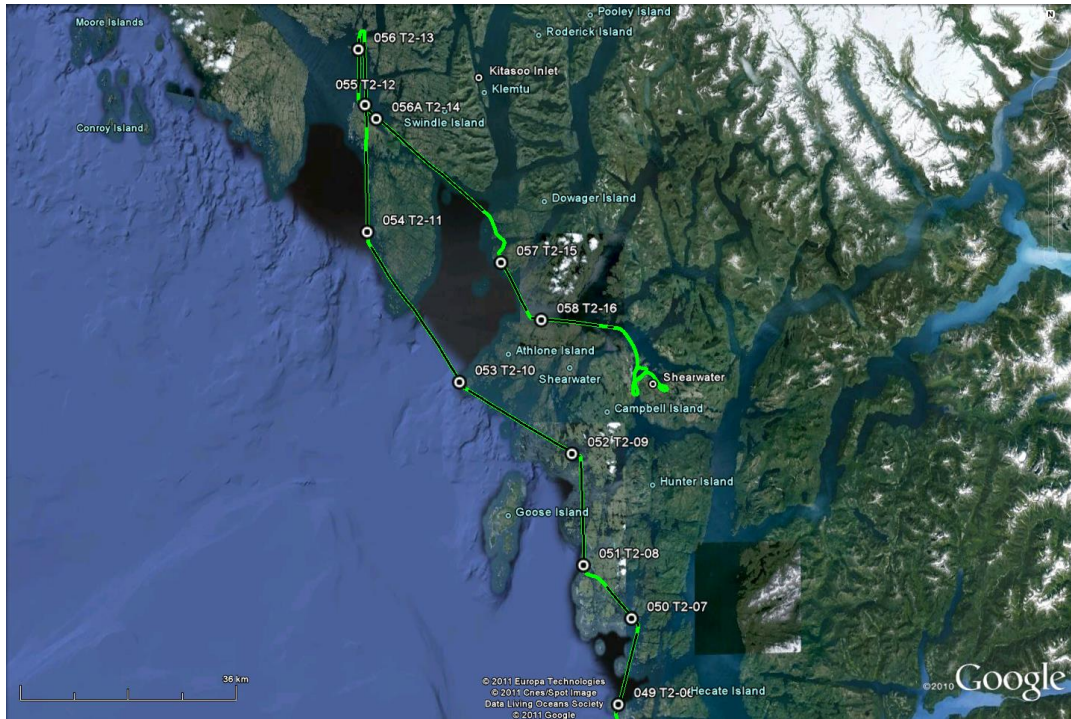 Moore Islands
Pooley Island
N
Roderick Island
056 T2-13
Kitasoo Inlet
Klemtu
055 T2-12
056A T2-14
Swindle Island
Conroy Island
Dowager Island
054 T2-11
057 T2-15
058 T2-16
Athlone Island
053 T2-10
Shearwater
Shearwater
Campbell Island
052 T2-09
Hunter Island
Goose Island
051 T2-08
050 T2-07
36 km
© 2011 Europa Technologies
© 2011 Cnes/Spot Image
Data Living Oceans Society
© 2011 Google
049 T2-06
Hecate Island
©2010 Google